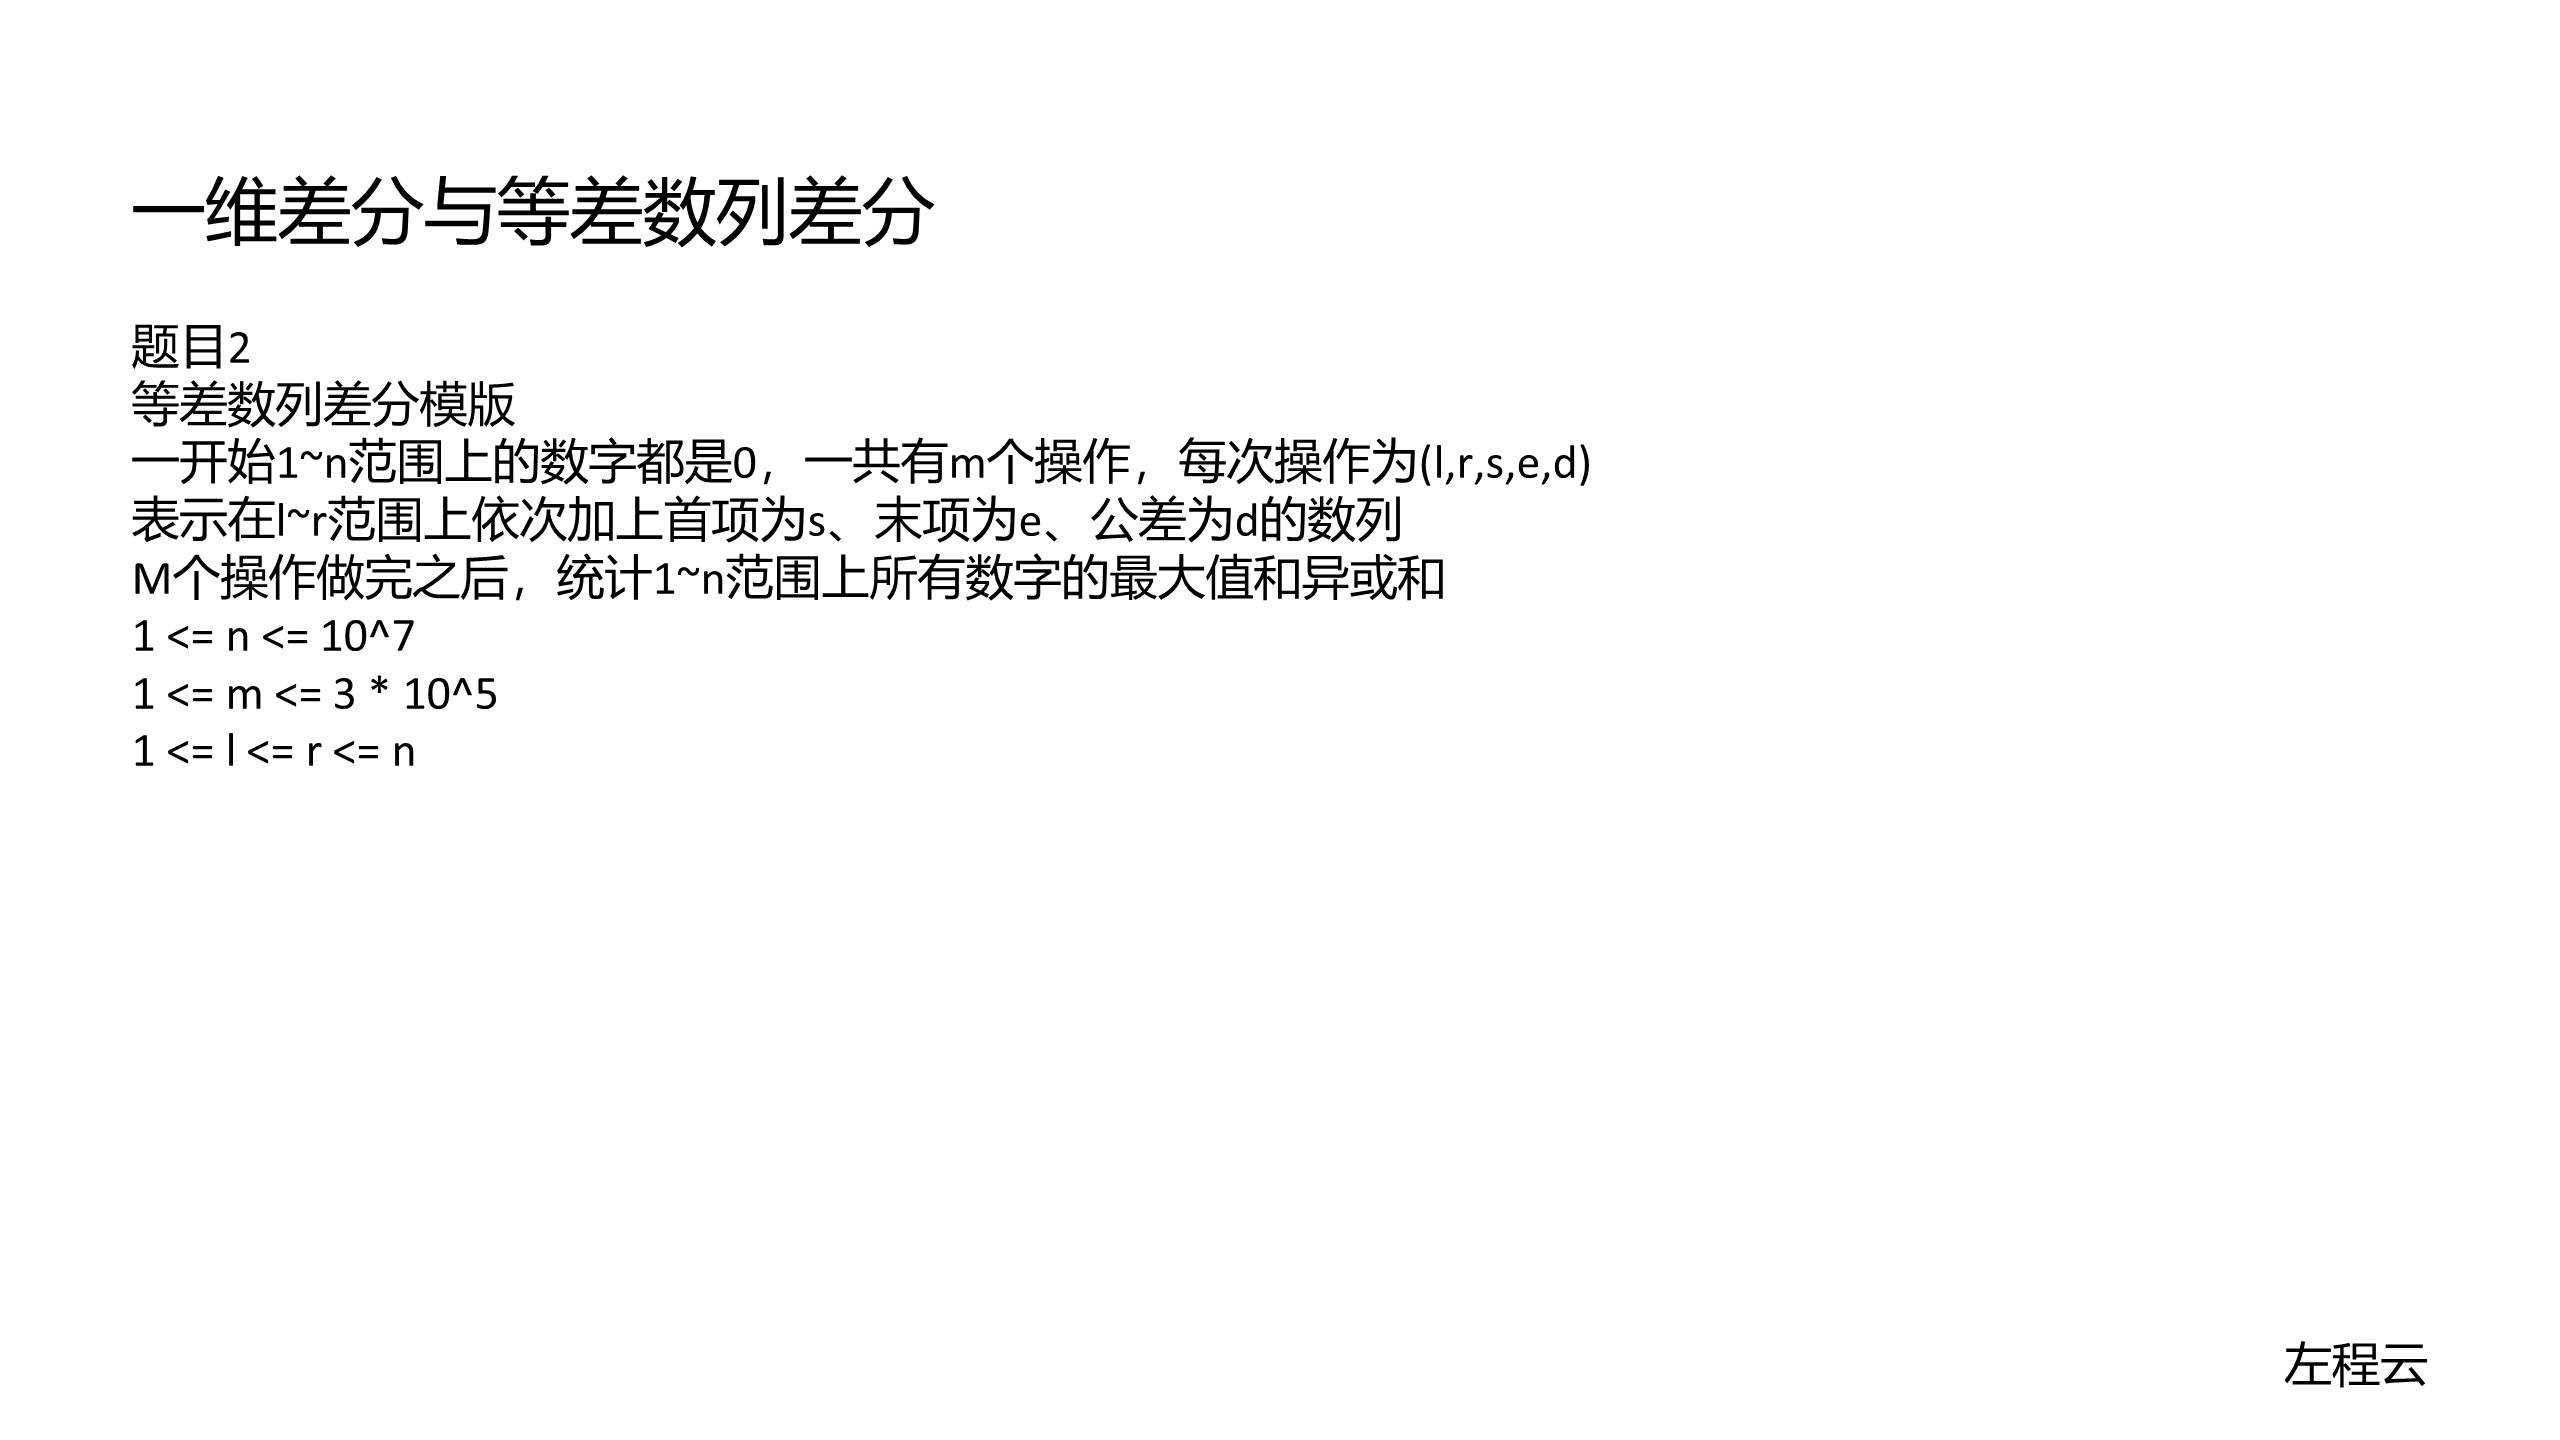 一维差分与等差数列差分
题目2
等差数列差分模版
一开始1~n范围上的数字都是0，一共有m个操作，每次操作为(l,r,s,e,d)
表示在l~r范围上依次加上首项为s、末项为e、公差为d的数列
M个操作做完之后，统计1~n范围上所有数字的最大值和异或和
1 <= n <= 10^7
1 <= m <= 3 * 10^5
1 <= l <= r <= n
左程云